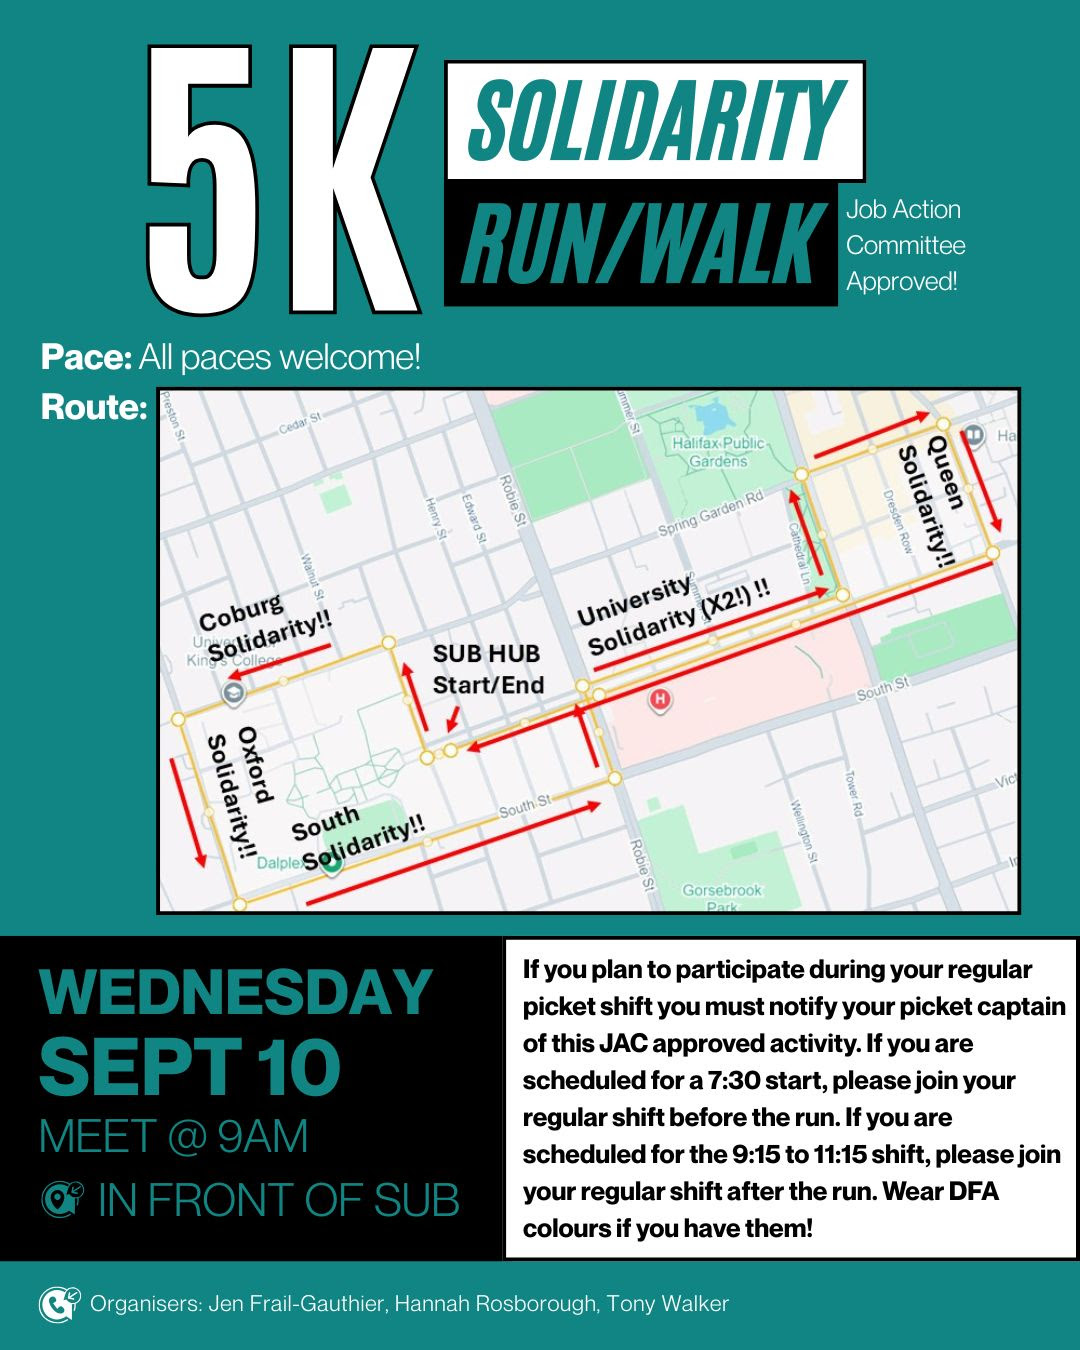 5K
SOLIDARITY
RUN/WALK
Job Action
Committee
Approved!
Pace: All paces welcome!
Route:
Preston St
Cedar St
Robie St
Halifax Public
Gardens
Spring Garden Rd
Henry St
Edward St
Walnut St
Cathedral Ln
Dresden Row
Queen
Solidarity!!
University
Solidarity (X2!) !!
Coburg
Solidarity!!
King's College
SUB HUB
Start/End
H
South St
Oxford
Solidarity!!
South
Solidarity!!
South St
Dalplex
Robie St
Wellington St
Tower Rd
Gorsebrook
Park
WEDNESDAY
SEPT 10
MEET @ 9AM
IN FRONT OF SUB
If you plan to participate during your regular
picket shift you must notify your picket captain
of this JAC approved activity. If you are
scheduled for a 7:30 start, please join your
regular shift before the run. If you are
scheduled for the 9:15 to 11:15 shift, please join
your regular shift after the run. Wear DFA
colours if you have them!
Organisers: Jen Frail-Gauthier, Hannah Rosborough, Tony Walker